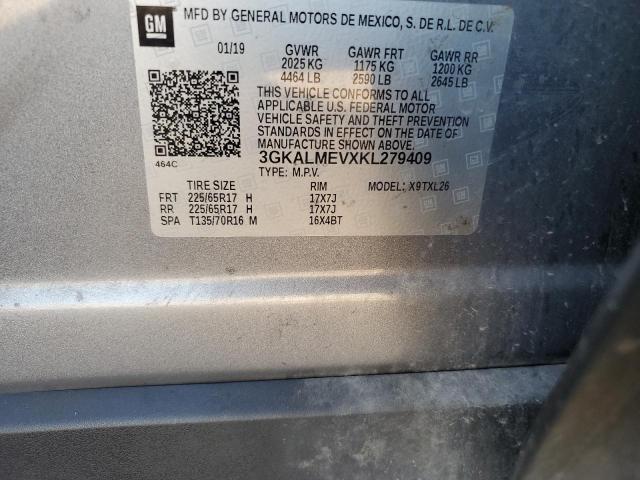 GM
MFD BY GENERAL MOTORS DE MEXICO, S. DE R.L. DE C.V.
01/19 GVWR GAWR FRT GAWR RR
2025 KG 1175 KG 1200 KG
4464 LB 2590 LB 2645 LB
THIS VEHICLE CONFORMS TO ALL
APPLICABLE U.S. FEDERAL MOTOR
VEHICLE SAFETY AND THEFT PREVENTION
STANDARDS IN EFFECT ON THE DATE OF
MANUFACTURE SHOWN ABOVE.
464C 3GKALMEVXKL279409
TYPE: M.P.V.
TIRE SIZE RIM MODEL: X9TXL26
FRT 225/65R17 H 17X7J
RR 225/65R17 H 17X7J
SPA T135/70R16 M 16X4BT